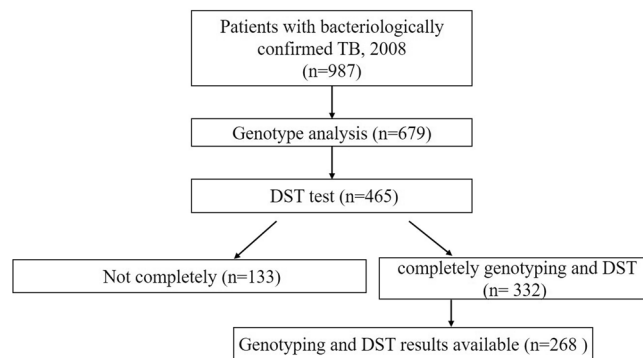 Patients with bacteriologically
confirmed TB, 2008
(n=987)
Genotype analysis (n=679)
DST test (n=465)
Not completely (n=133)
completely genotyping and DST
(n= 332)
Genotyping and DST results available (n=268 )